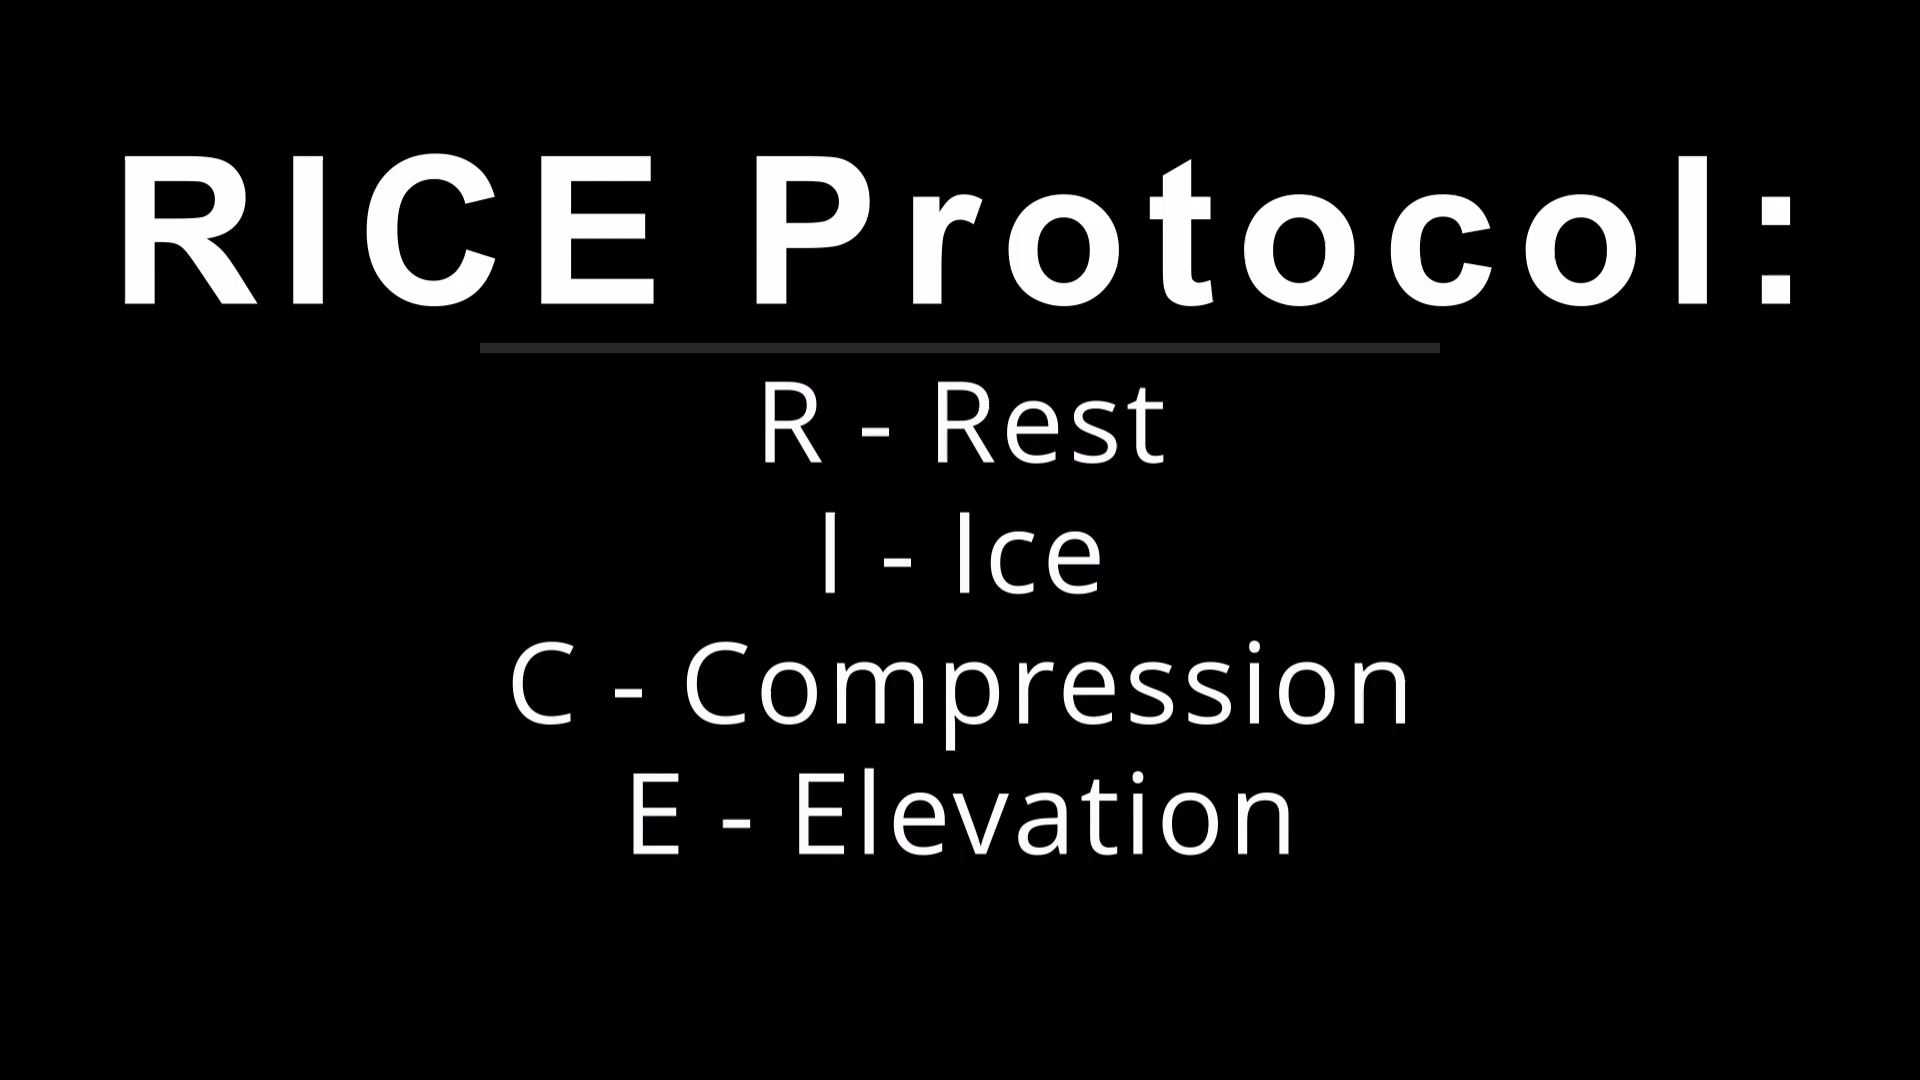 RICE Protocol:
R - Rest
I - Ice
C - Compression
E - Elevation